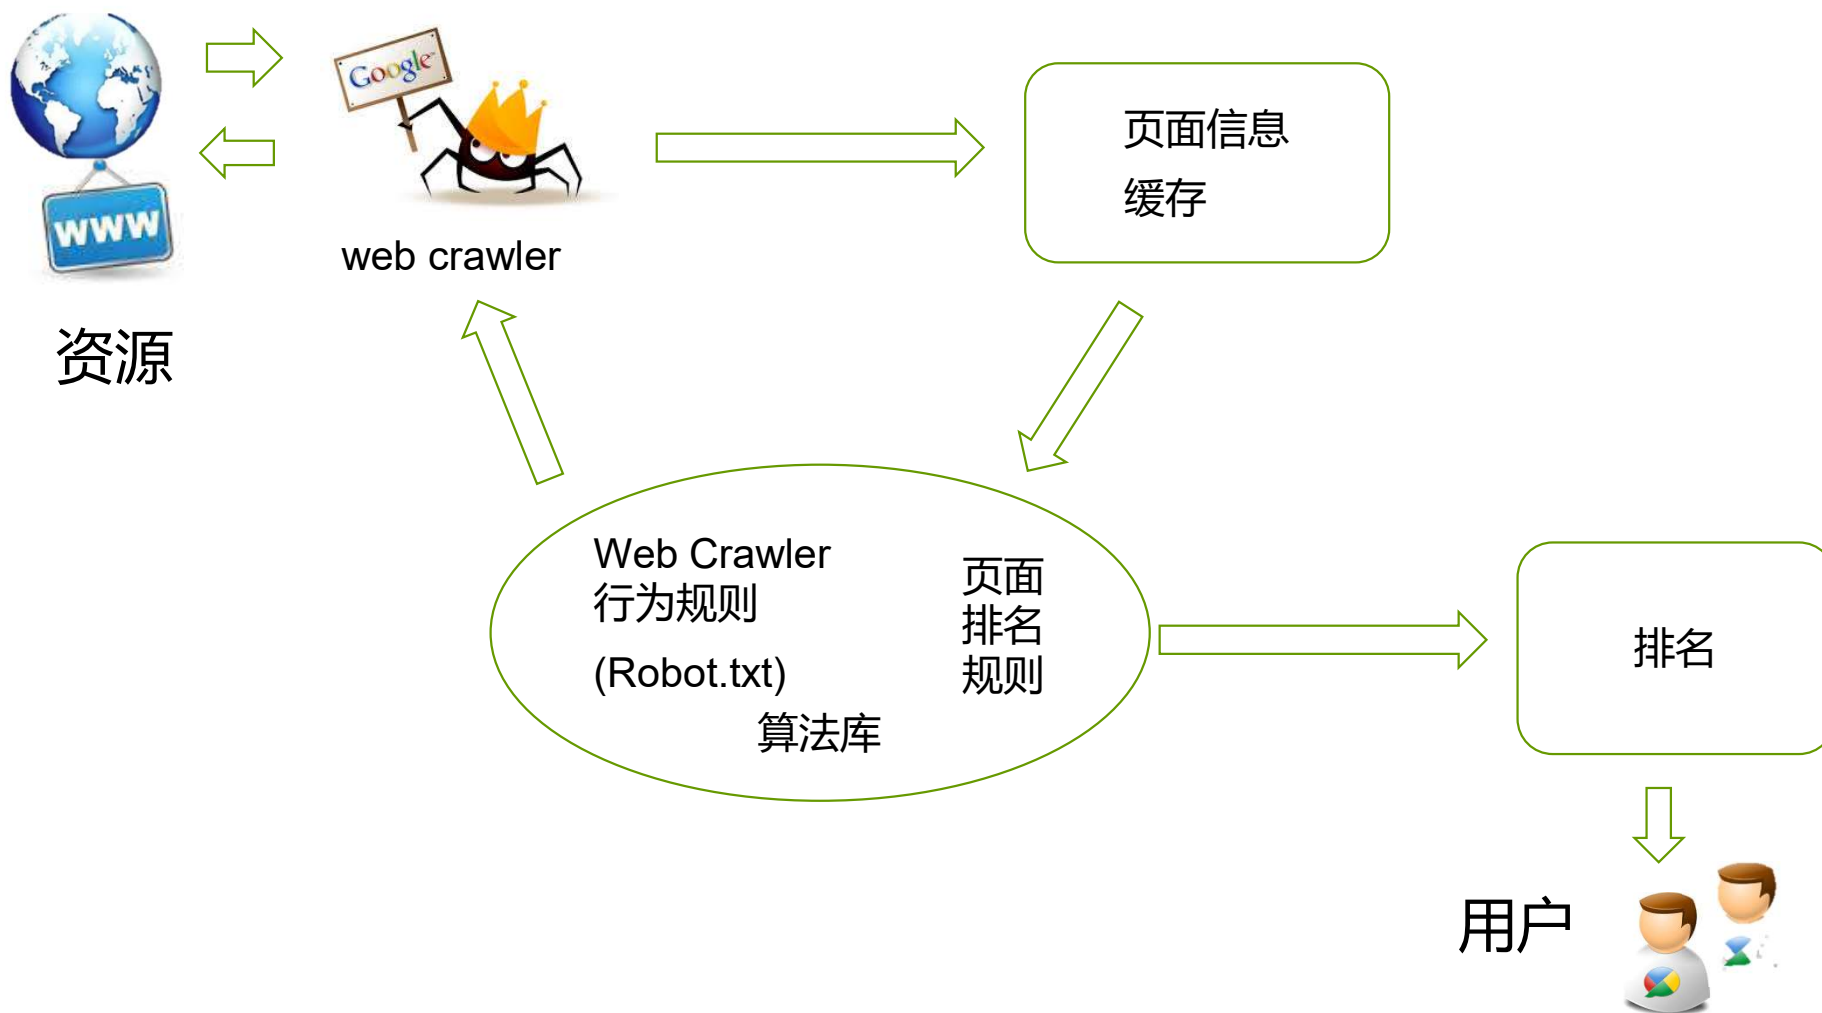 Google
WWW
web crawler
资源
页面信息
缓存
Web Crawler
行为规则
(Robot.txt)
算法库
页面
排名
规则
排名
用户